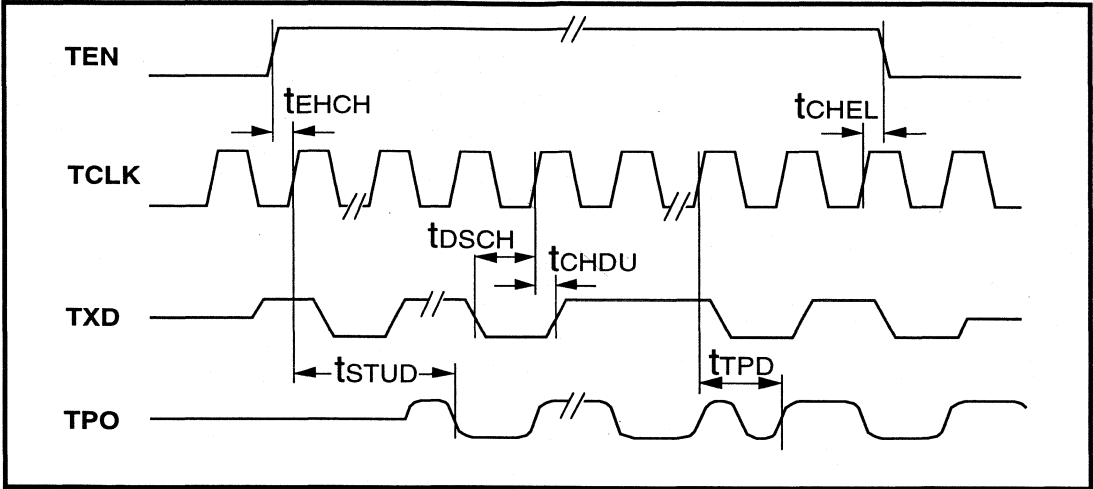 TEN
tEHCH
tCHEL
TCLK
tDSCH
tCHDU
TXD
tSTUD
tTPD
TPO